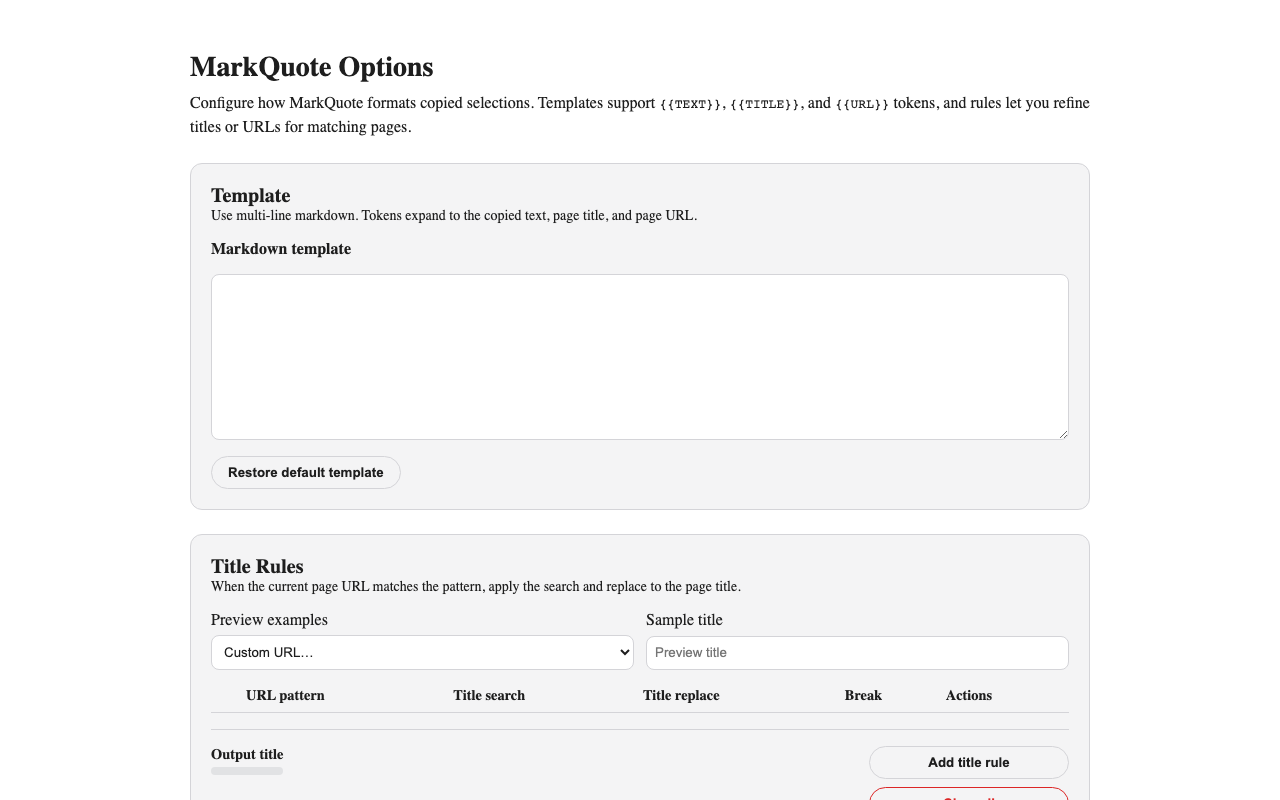 MarkQuote Options
Configure how MarkQuote formats copied selections. Templates support {{TEXT}}, {{TITLE}}, and {{URL}} tokens, and rules let you refine
titles or URLs for matching pages.
Template
Use multi-line markdown. Tokens expand to the copied text, page title, and page URL.
Markdown template
Restore default template
Title Rules
When the current page URL matches the pattern, apply the search and replace to the page title.
Preview examples
Sample title
Custom URL…
Preview title
URL pattern
Title search
Title replace
Break
Actions
Output title
Add title rule